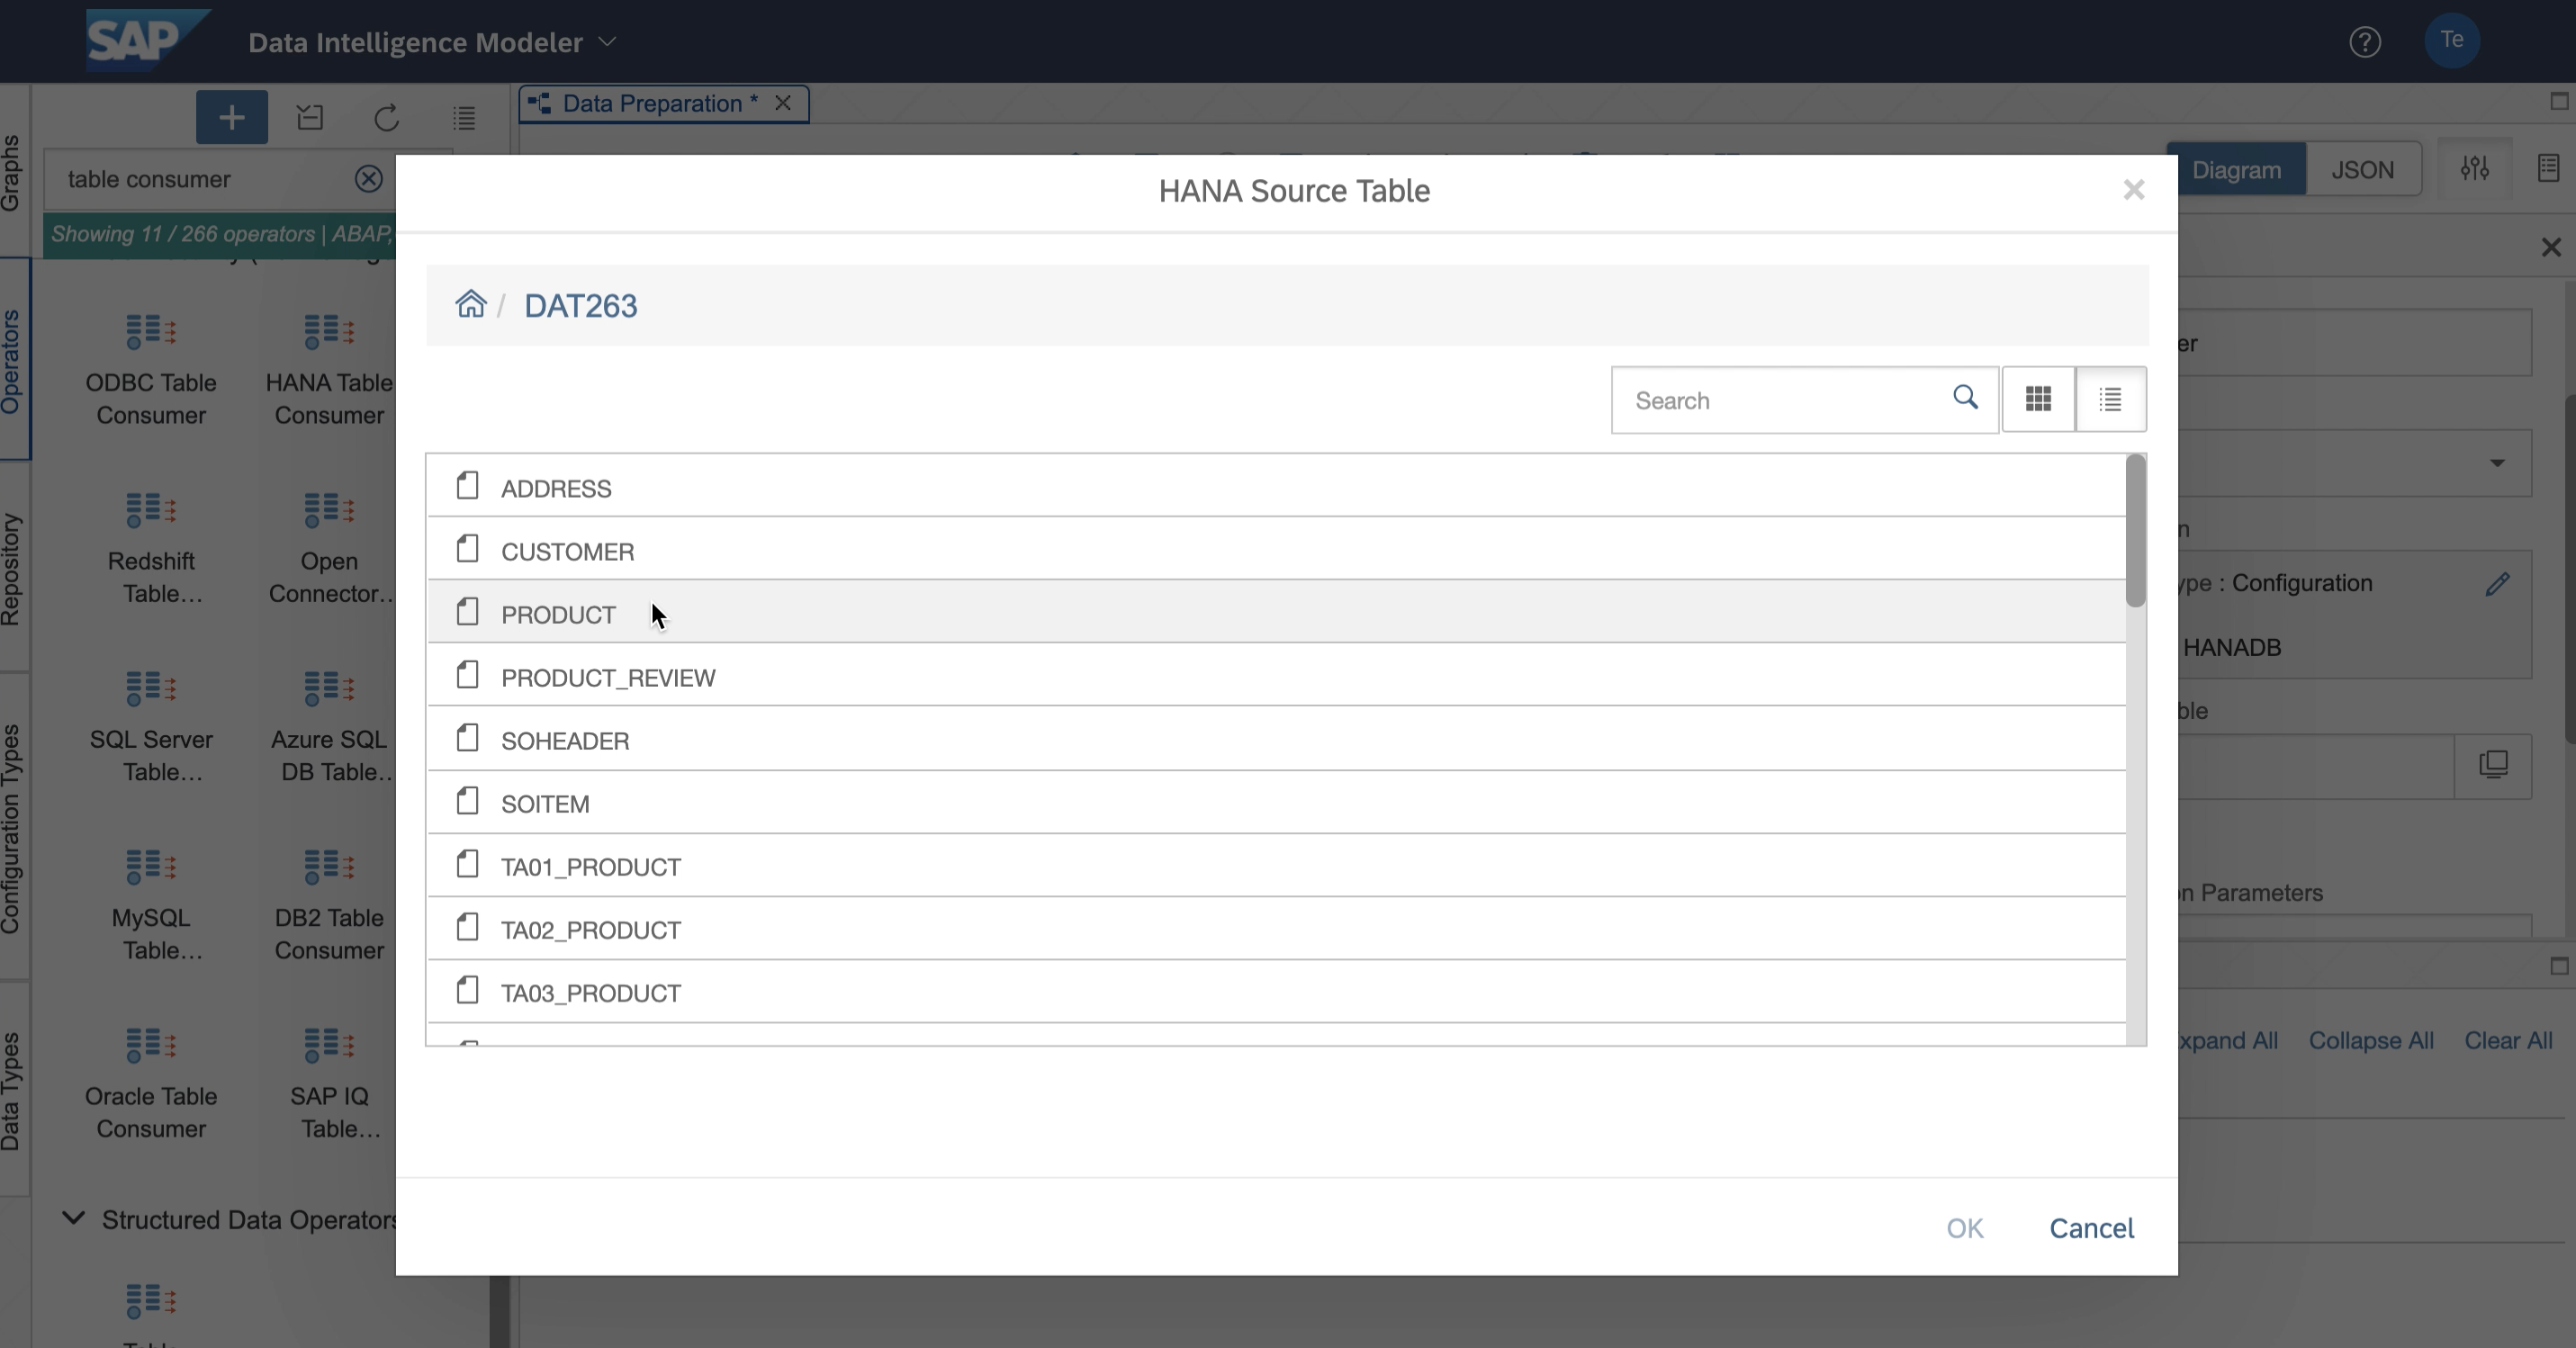 SAP Data Intelligence Modeler
Te
Data Preparation *
table consumer
Showing 11 / 266 operators | ABAP,
Graphs
Operators
Repository
Configuration Types
Data Types
ODBC Table
Consumer
HANA Table
Consumer
Redshift
Table...
Open
Connector..
SQL Server
Table...
Azure SQL
DB Table..
MySQL
Table...
DB2 Table
Consumer
Oracle Table
Consumer
SAP IQ
Table...
Structured Data Operators
HANA Source Table
/ DAT263
Search
ADDRESS
CUSTOMER
PRODUCT
PRODUCT_REVIEW
SOHEADER
SOITEM
TA01_PRODUCT
TA02_PRODUCT
TA03_PRODUCT
OK
Cancel
Diagram
JSON
er
n
ype : Configuration
HANADB
ble
n Parameters
xpand All
Collapse All
Clear All